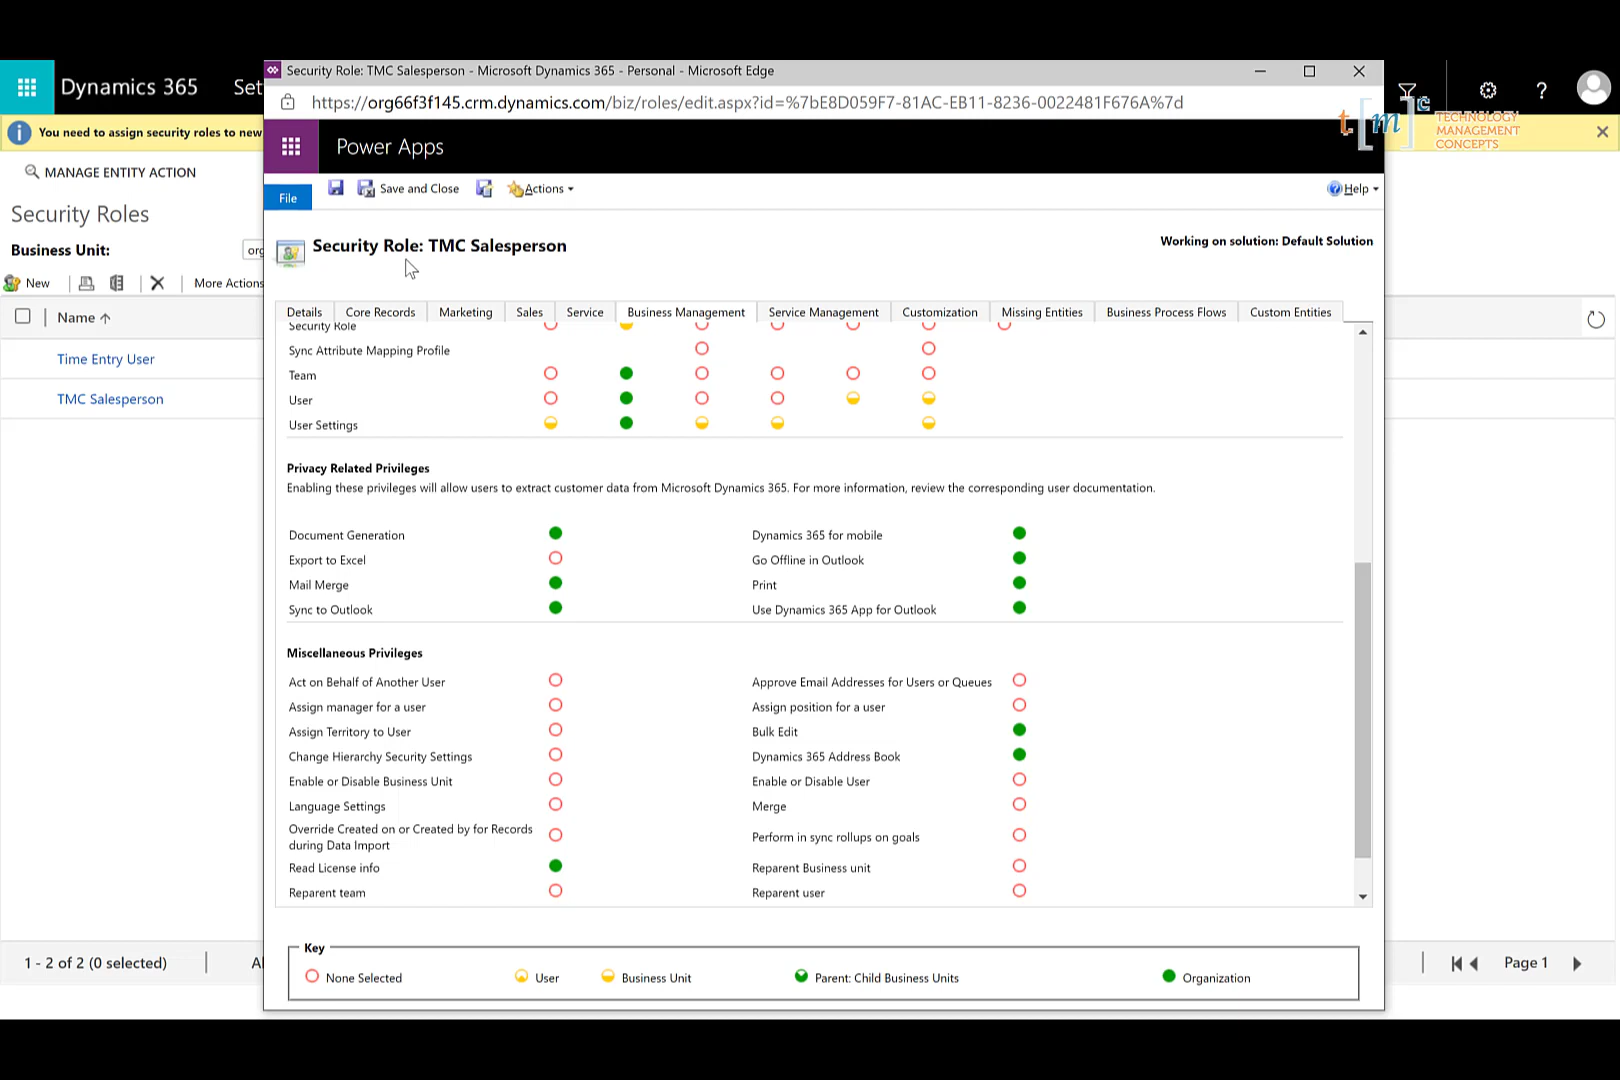 Security Role: TMC Salesperson - Microsoft Dynamics 365 - Personal - Microsoft Edge
Dynamics 365 Set
https://org66f3f145.crm.dynamics.com/biz/roles/edit.aspx?id=%7bE8D059F7-81AC-EB11-8236-0022481F676A%7d
t[m]c TECHNOLOGY
MANAGEMENT
CONCEPTS
You need to assign security roles to new
Power Apps
MANAGE ENTITY ACTION
File Save and Close Actions Help
Security Roles
Security Role: TMC Salesperson
Working on solution: Default Solution
Business Unit: org
New More Actions
Name
Time Entry User
TMC Salesperson
Details Core Records Marketing Sales Service Business Management Service Management Customization Missing Entities Business Process Flows Custom Entities
Security Role
Sync Attribute Mapping Profile
Team
User
User Settings
Privacy Related Privileges
Enabling these privileges will allow users to extract customer data from Microsoft Dynamics 365. For more information, review the corresponding user documentation.
Document Generation Dynamics 365 for mobile
Export to Excel Go Offline in Outlook
Mail Merge Print
Sync to Outlook Use Dynamics 365 App for Outlook
Miscellaneous Privileges
Act on Behalf of Another User Approve Email Addresses for Users or Queues
Assign manager for a user Assign position for a user
Assign Territory to User Bulk Edit
Change Hierarchy Security Settings Dynamics 365 Address Book
Enable or Disable Business Unit Enable or Disable User
Language Settings Merge
Override Created on or Created by for Records
during Data Import Perform in sync rollups on goals
Read License info Reparent Business unit
Reparent team Reparent user
Key
None Selected User Business Unit Parent: Child Business Units Organization
1 - 2 of 2 (0 selected) Al Page 1